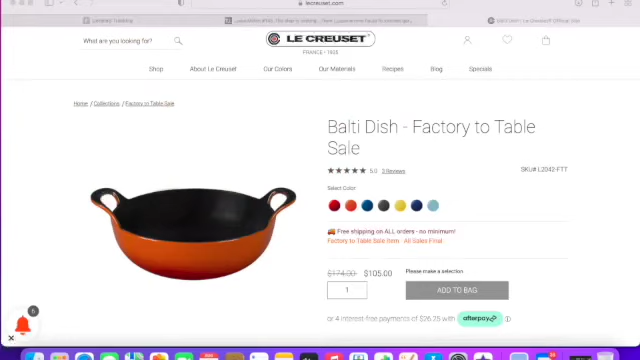 lecreuset.com
What are you looking for?
LE CREUSET
FRANCE • 1925
Shop
About Le Creuset
Our Colors
Our Materials
Recipes
Blog
Specials
Home / Collections / Factory to Table Sale
Balti Dish - Factory to Table
Sale
★★★★★ 5.0 3 Reviews
SKU# L2042-FTT
Select Color
Free shipping on ALL orders - no minimum!
Factory to Table Sale Item - All Sales Final
$174.00 $105.00
Please make a selection
1
ADD TO BAG
or 4 interest-free payments of $26.25 with afterpay
6